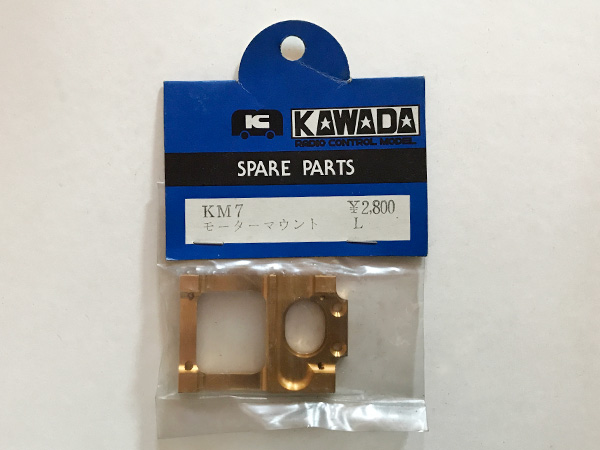 K KAWADA
RADIO CONTROL MODEL
SPARE PARTS
KM7 ¥2,800
モーターマウント L